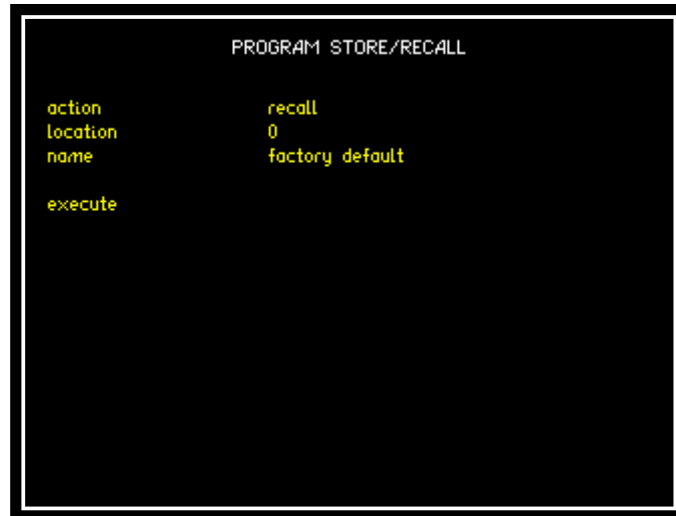 PROGRAM STORE/RECALL
action recall
location 0
name factory default
execute